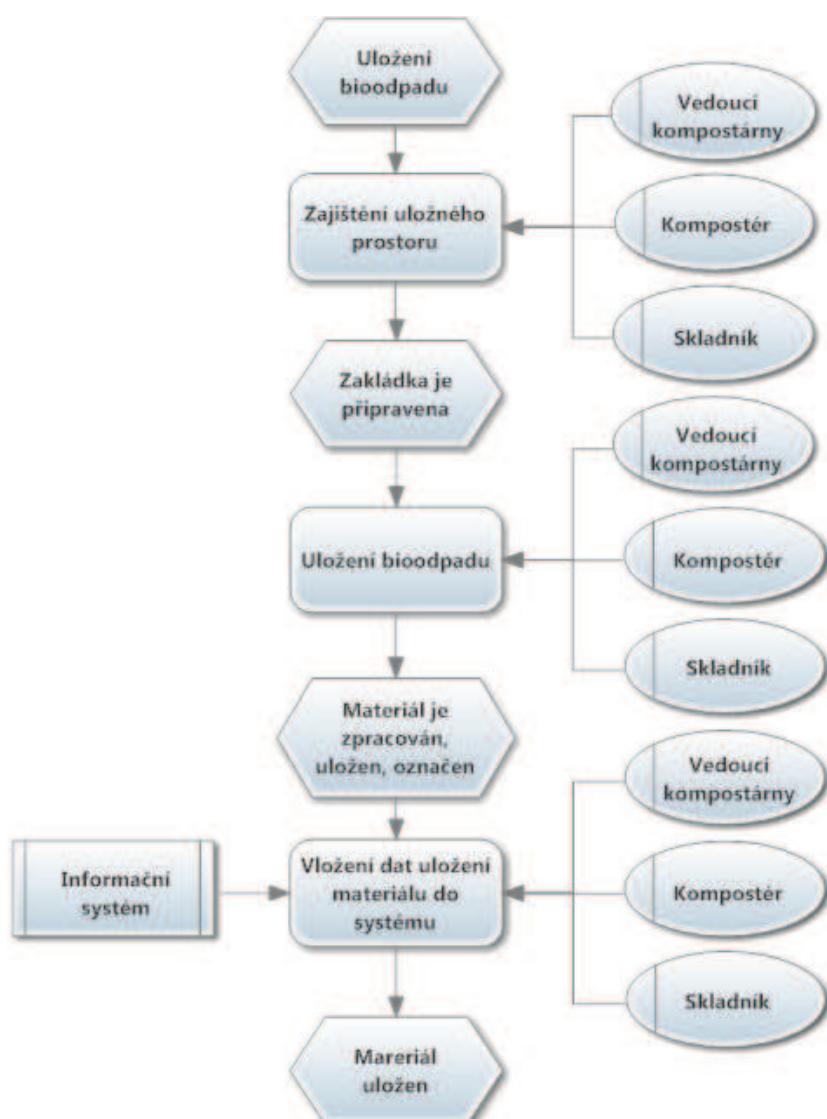 Uložení
bioodpadu
Vedoucí
kompostárny
Zajištění uložného
prostoru
Kompostér
Skladník
Zakládka je
připravena
Vedoucí
kompostárny
Uložení bioodpadu
Kompostér
Skladník
Materiál je
zpracován,
uložen, označen
Vedoucí
kompostárny
Informační
systém
Vložení dat uložení
materiálu do
systému
Kompostér
Skladník
Mareriál
uložen